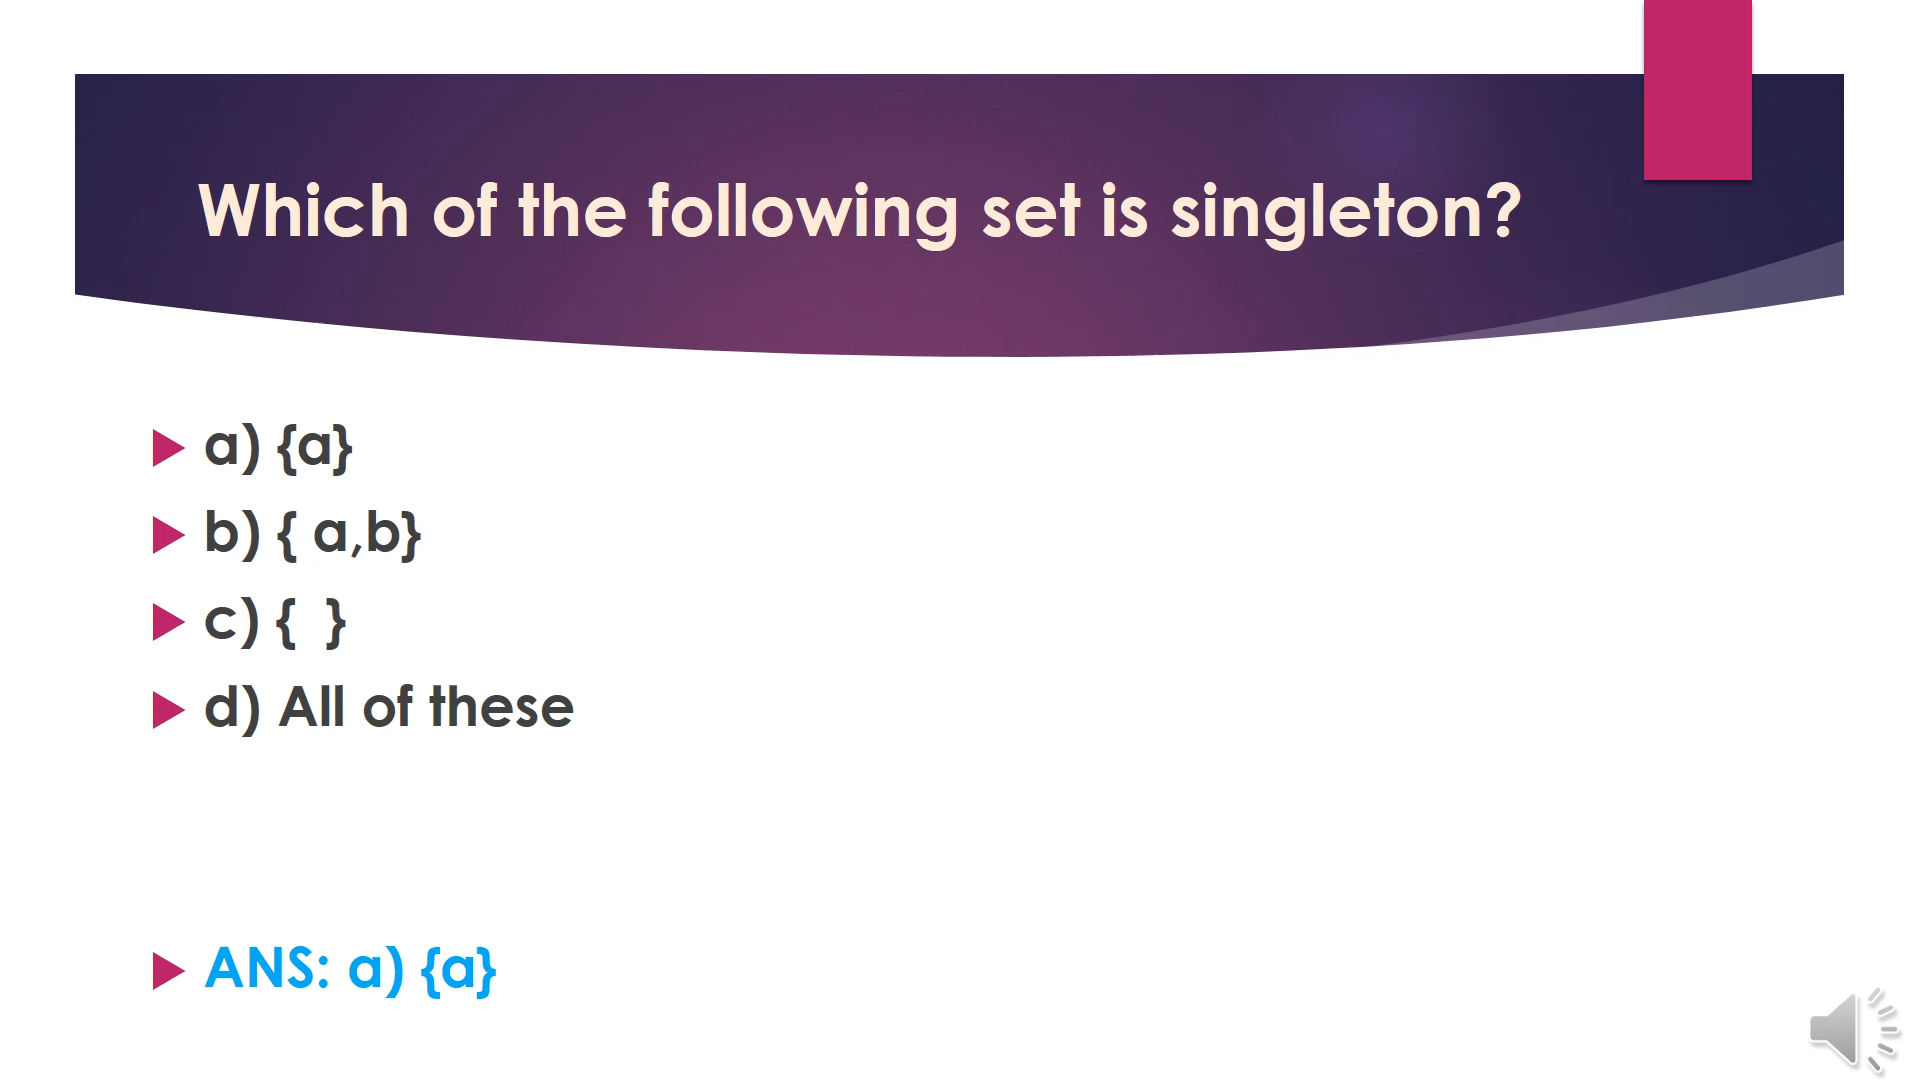 Which of the following set is singleton?
a) {a}
b) { a,b}
c) {  }
d) All of these
ANS: a) {a}